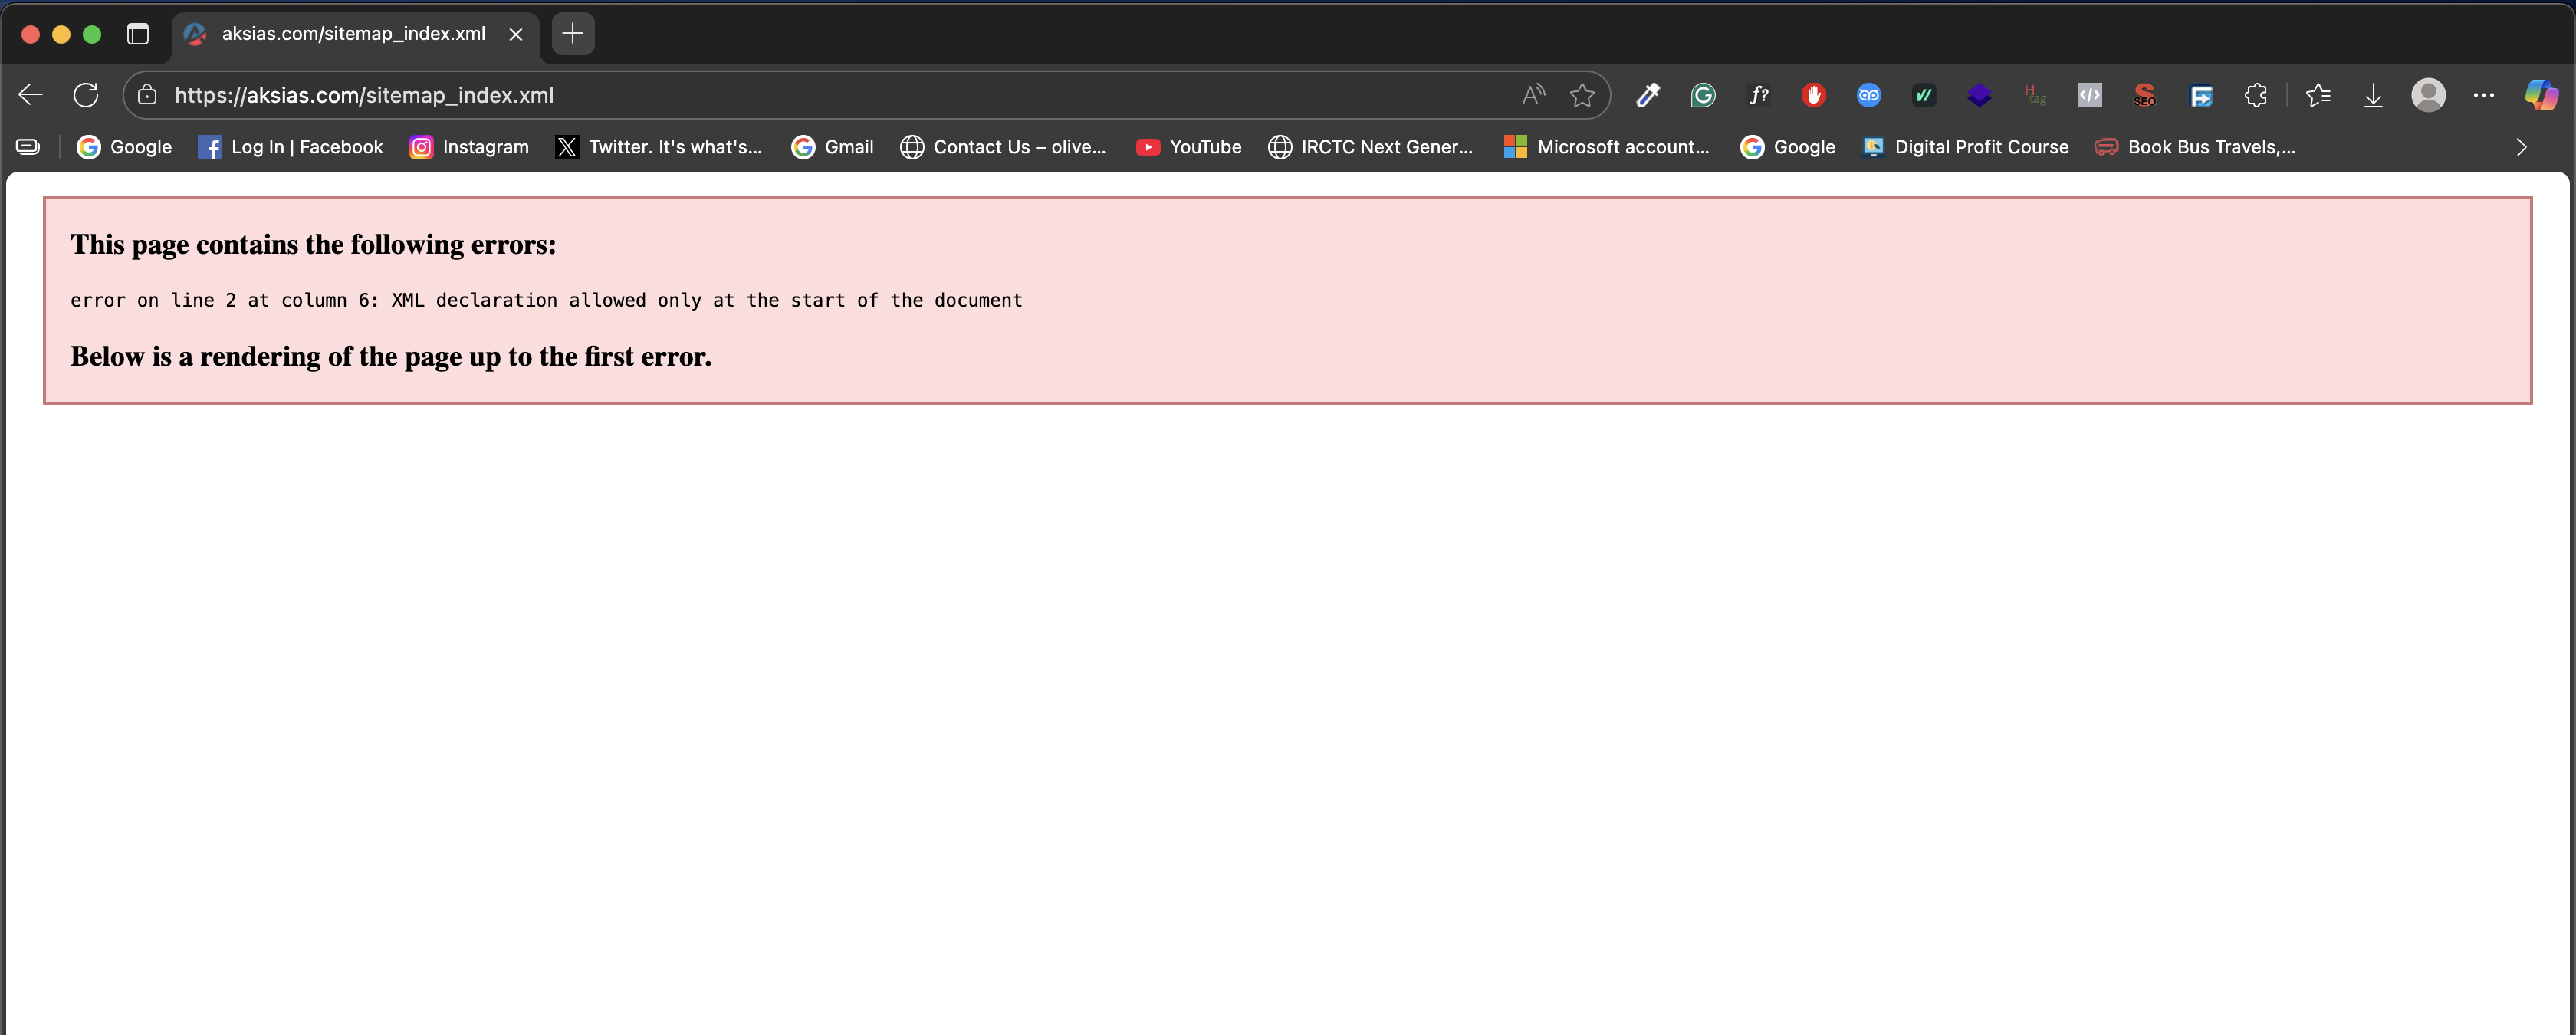 aksias.com/sitemap_index.xml
https://aksias.com/sitemap_index.xml
Google
Log In | Facebook
Instagram
Twitter. It's what's...
Gmail
Contact Us – olive...
YouTube
IRCTC Next Gener...
Microsoft account...
Google
Digital Profit Course
Book Bus Travels,...
This page contains the following errors:
error on line 2 at column 6: XML declaration allowed only at the start of the document
Below is a rendering of the page up to the first error.